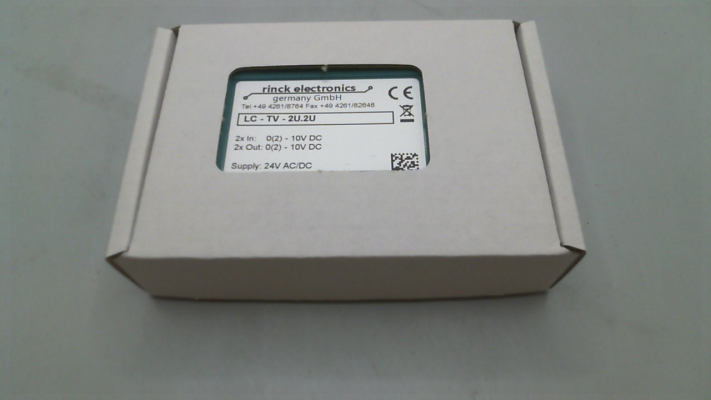 rinck electronics
germany GmbH
Tel +49 4261/8764 Fax +49 4261/82646
CE
LC - TV - 2U.2U
2x In: 0(2) - 10V DC
2x Out: 0(2) - 10V DC
Supply: 24V AC/DC